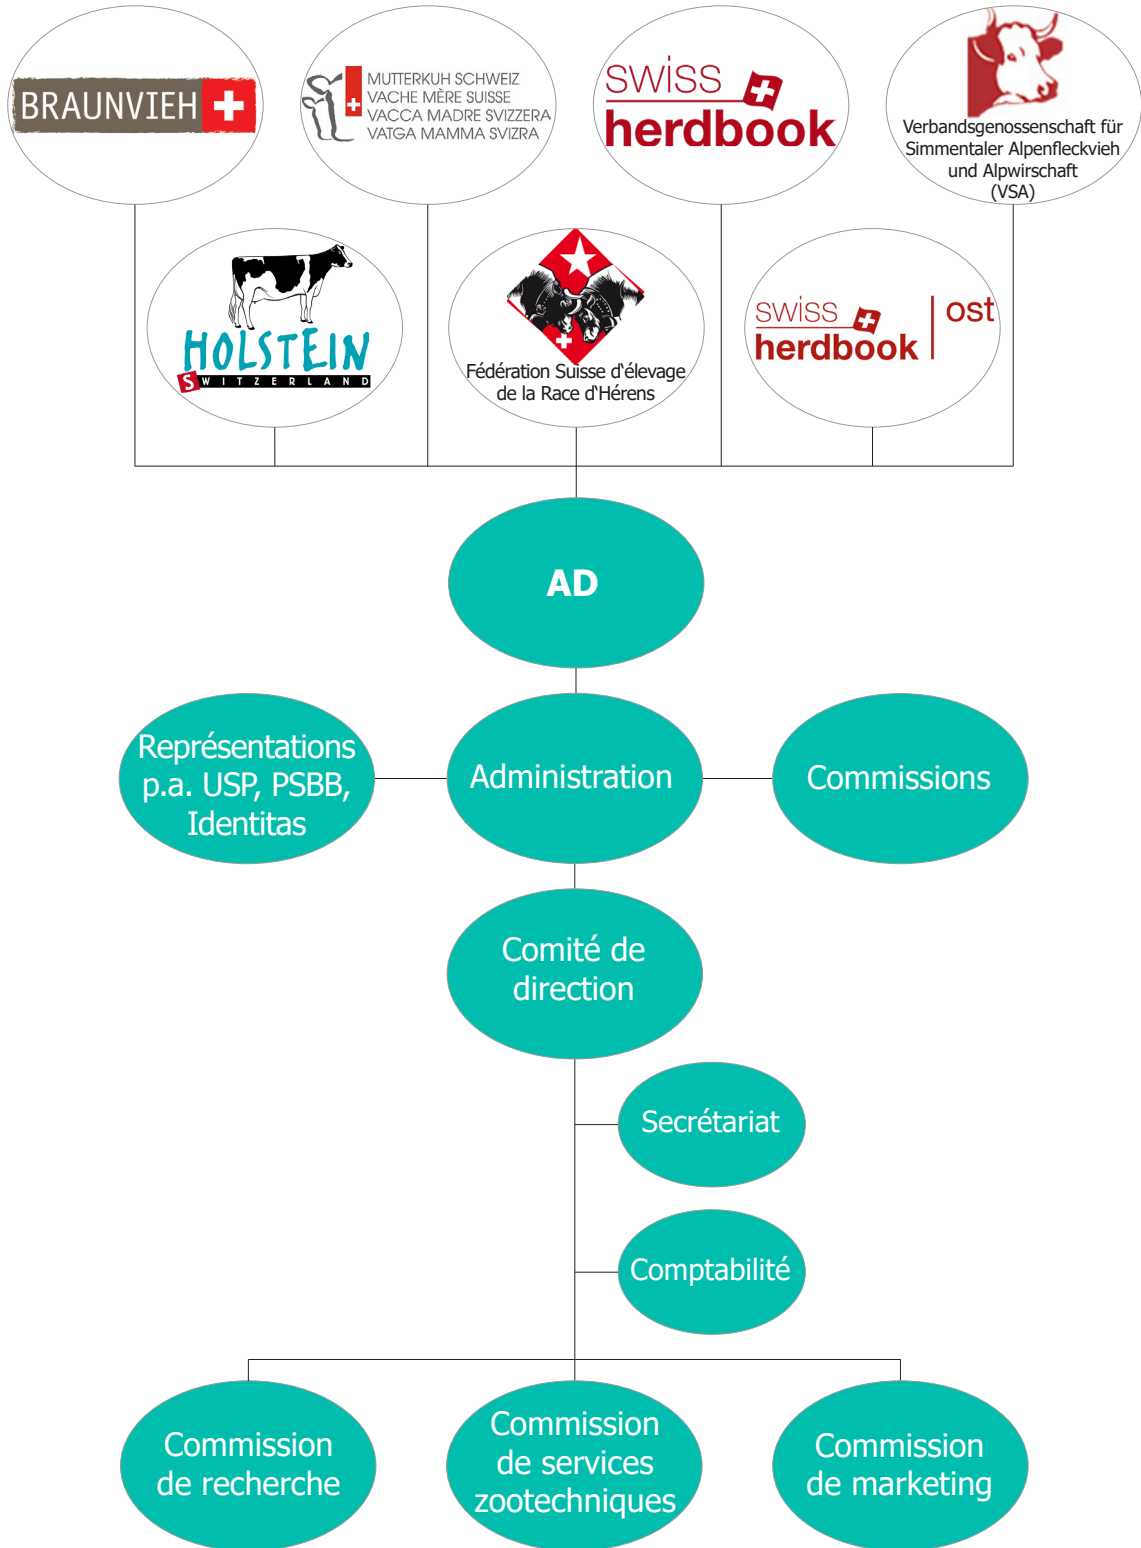 BRAUNVIEH
MUTTERKUH SCHWEIZ
VACHE MÈRE SUISSE
VACCA MADRE SVIZZERA
VATGA MAMMA SVIZRA
swiss
herdbook
Verbandsgenossenschaft für
Simmentaler Alpenfleckvieh
und Alpwirschaft
(VSA)
HOLSTEIN
SWITZERLAND
Fédération Suisse d'élevage
de la Race d'Hérens
swiss
herdbook
ost
AD
Représentations
p.a. USP, PSBB,
Identitas
Administration
Commissions
Comité de
direction
Secrétariat
Comptabilité
Commission
de recherche
Commission
de services
zootechniques
Commission
de marketing